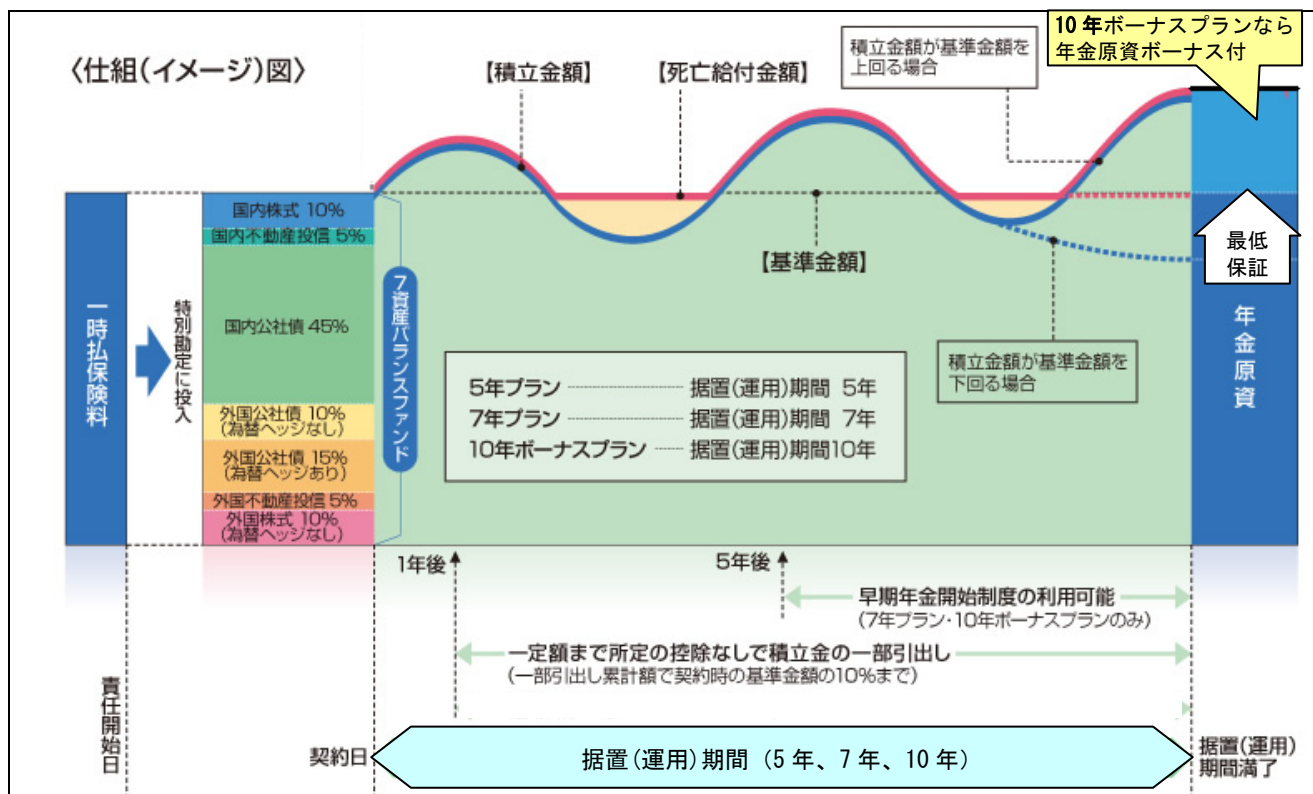 10年ボーナスプランなら
年金原資ボーナス付
〈仕組(イメージ)図〉
【積立金額】
【死亡給付金額】
積立金額が基準金額を
上回る場合
一時払保険料
特別勘定に投入
国内株式 10%
国内不動産投信 5%
国内公社債 45%
外国公社債 10%
(為替ヘッジなし)
外国公社債 15%
(為替ヘッジあり)
外国不動産投信 5%
外国株式 10%
(為替ヘッジなし)
7資産バランスファンド
【基準金額】
最低
保証
年金原資
積立金額が基準金額を
下回る場合
5年プラン ………… 据置(運用)期間 5年
7年プラン ………… 据置(運用)期間 7年
10年ボーナスプラン …… 据置(運用)期間10年
1年後
5年後
早期年金開始制度の利用可能
(7年プラン・10年ボーナスプランのみ)
一定額まで所定の控除なしで積立金の一部引出し
(一部引出し累計額で契約時の基準金額の10%まで)
責任開始日
契約日
据置(運用)期間(5年、7年、10年)
据置(運用)
期間満了